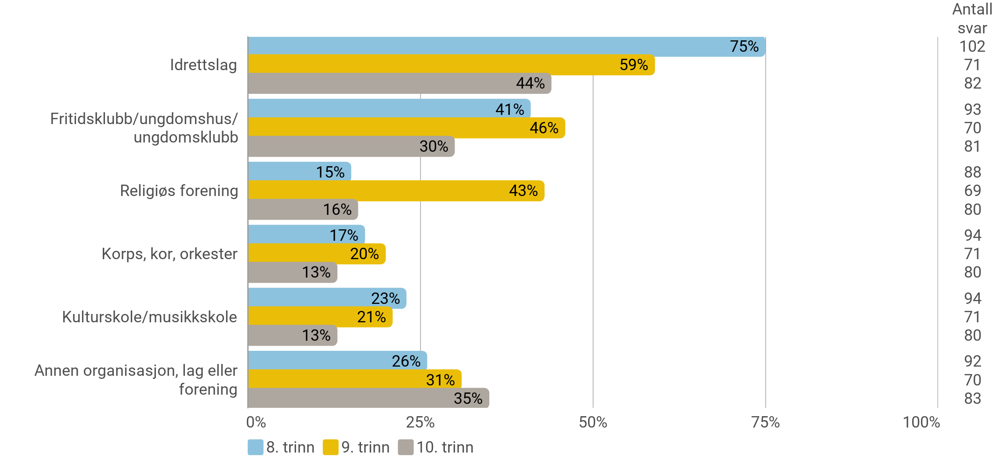 Antall
svar
75% 102
Idrettslag 59% 71
44% 82
41% 93
Fritidsklubb/ungdomshus/
ungdomsklubb
46% 70
30% 81
15% 88
Religiøs forening 43% 69
16% 80
17% 94
Korps, kor, orkester 20% 71
13% 80
23% 94
Kulturskole/musikkskole 21% 71
13% 80
26% 92
Annen organisasjon, lag eller
forening
31% 70
35% 83
0% 25% 50% 75% 100%
8. trinn 9. trinn 10. trinn